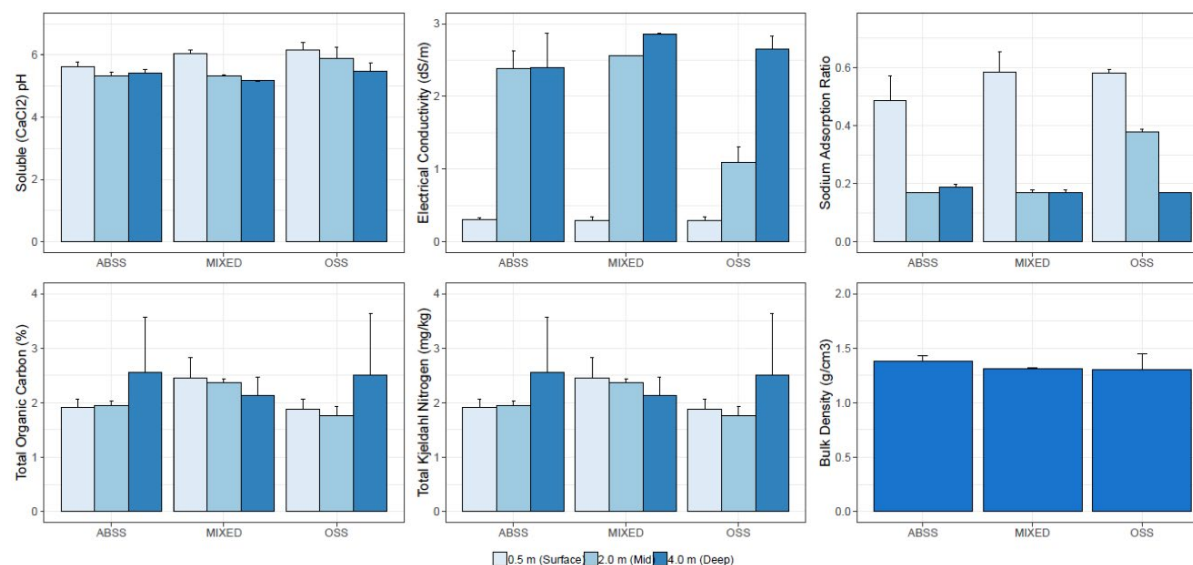 Soluble (CaCl2) pH
6
4
2
0
ABSS MIXED OSS
Electrical Conductivity (dS/m)
3
2
1
0
ABSS MIXED OSS
Sodium Adsorption Ratio
0.6
0.4
0.2
0.0
ABSS MIXED OSS
Total Organic Carbon (%)
4
3
2
1
0
ABSS MIXED OSS
Total Kjeldahl Nitrogen (mg/kg)
4
3
2
1
0
ABSS MIXED OSS
Bulk Density (g/cm3)
2.0
1.5
1.0
0.5
0.0
ABSS MIXED OSS
0.5 m (Surface) 2.0 m (Mid) 4.0 m (Deep)